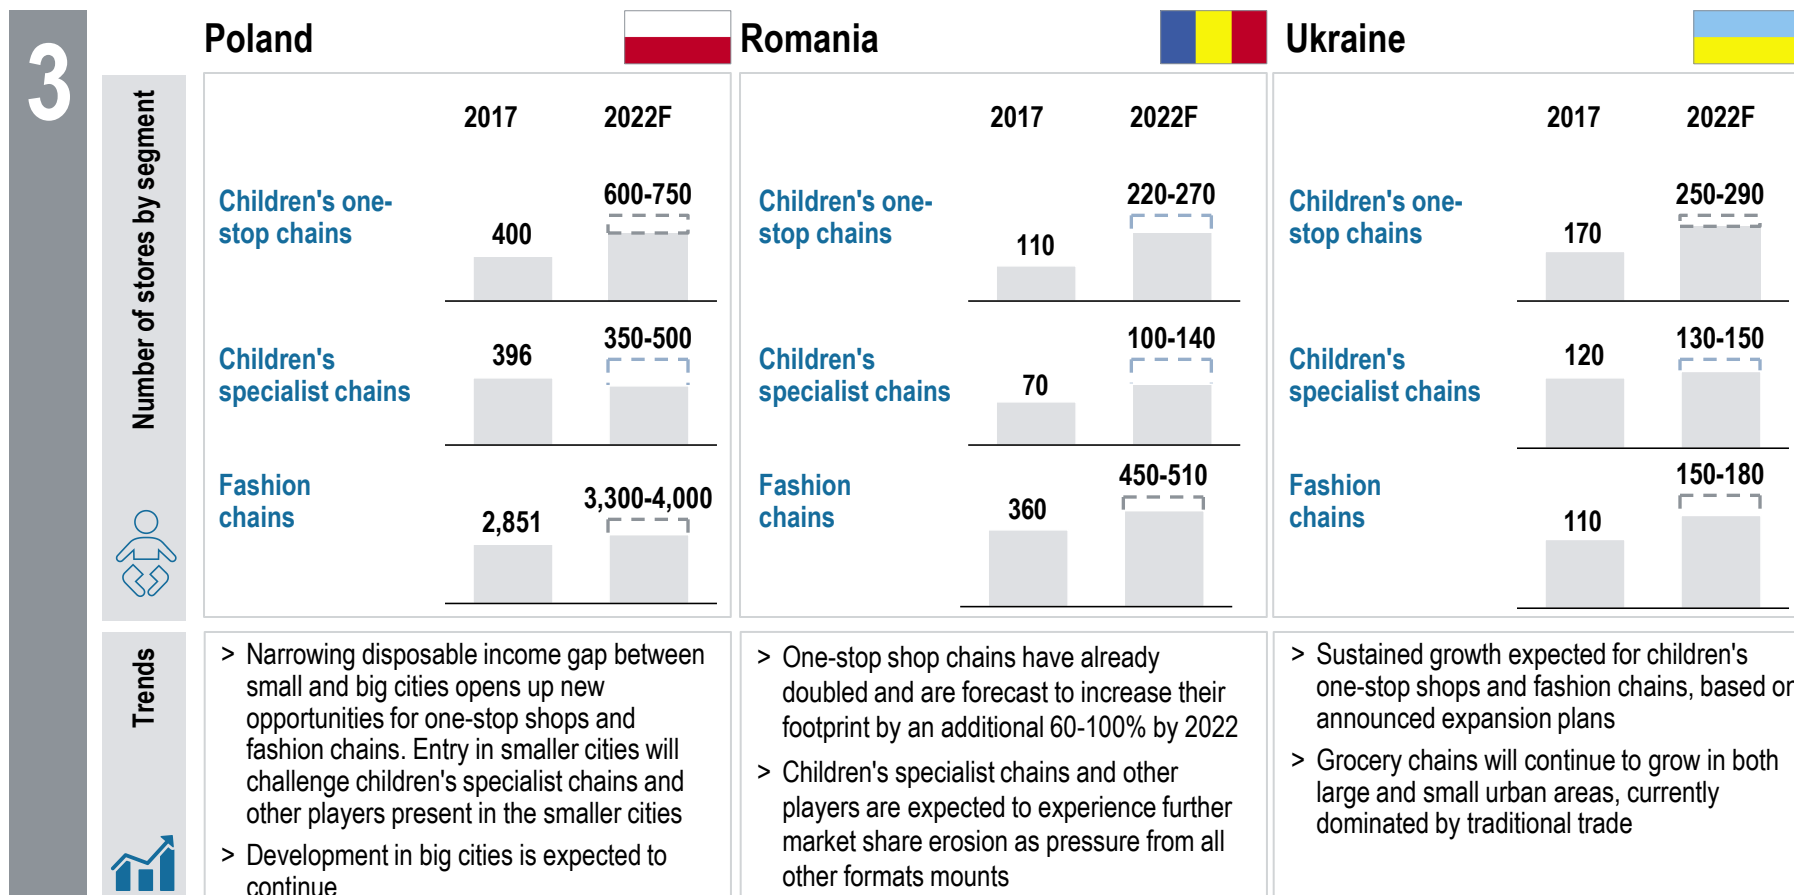 3
Poland
Romania
Ukraine
Number of stores by segment
2017 2022F
Children's one-
stop chains
400
600-750
Children's
specialist chains
396
350-500
Fashion
chains
2,851
3,300-4,000
2017 2022F
Children's one-
stop chains
110
220-270
Children's
specialist chains
70
100-140
Fashion
chains
360
450-510
2017 2022F
Children's one-
stop chains
170
250-290
Children's
specialist chains
120
130-150
Fashion
chains
110
150-180
Trends
> Narrowing disposable income gap between
small and big cities opens up new
opportunities for one-stop shops and
fashion chains. Entry in smaller cities will
challenge children's specialist chains and
other players present in the smaller cities
> Development in big cities is expected to
continue
> One-stop shop chains have already
doubled and are forecast to increase their
footprint by an additional 60-100% by 2022
> Children's specialist chains and other
players are expected to experience further
market share erosion as pressure from all
other formats mounts
> Sustained growth expected for children's
one-stop shops and fashion chains, based on
announced expansion plans
> Grocery chains will continue to grow in both
large and small urban areas, currently
dominated by traditional trade